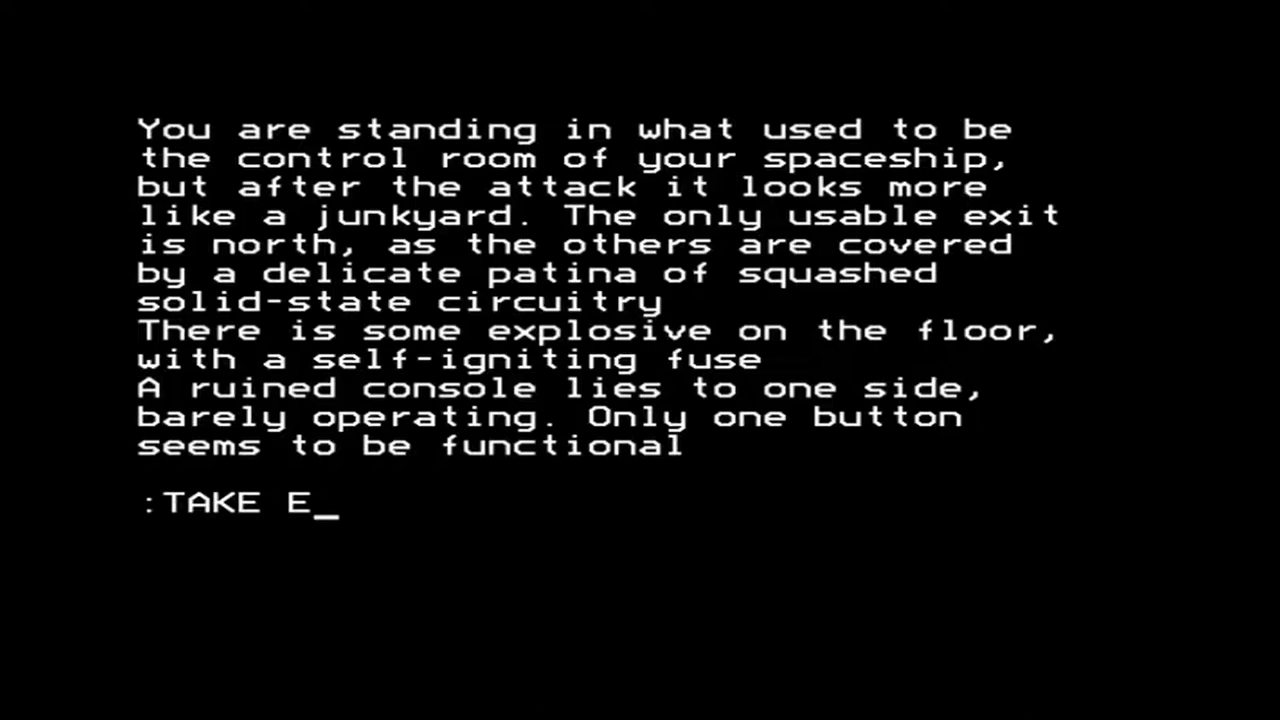 You are standing in what used to be
the control room of your spaceship,
but after the attack it looks more
like a junkyard. The only usable exit
is north, as the others are covered
by a delicate patina of squashed
solid-state circuitry
There is some explosive on the floor,
with a self-igniting fuse
A ruined console lies to one side,
barely operating. Only one button
seems to be functional
:TAKE E_